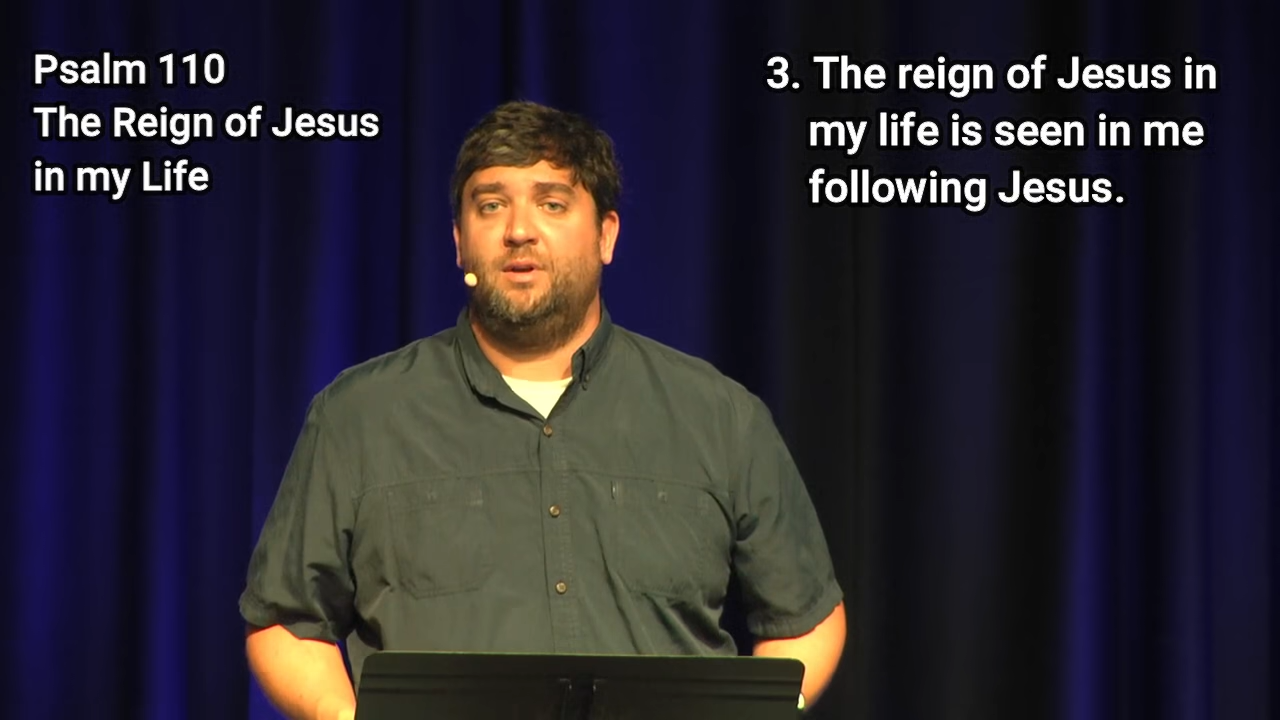 Psalm 110
The Reign of Jesus
in my Life
3. The reign of Jesus in
my life is seen in me
following Jesus.